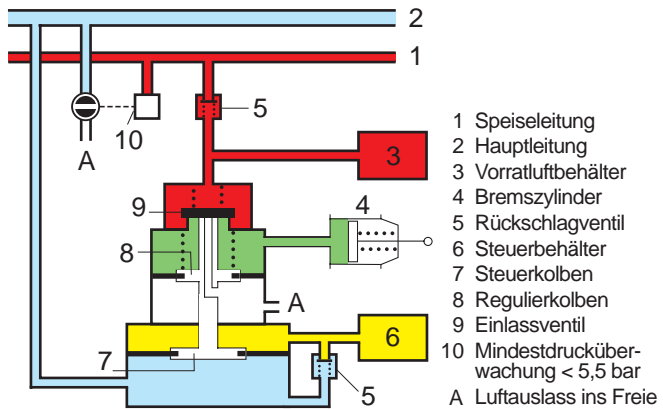 2
1
10
A
5
3
9
4
8
A
7
6
5
1 Speiseleitung
2 Hauptleitung
3 Vorratluftbehälter
4 Bremszylinder
5 Rückschlagventil
6 Steuerbehälter
7 Steuerkolben
8 Regulierkolben
9 Einlassventil
10 Mindestdrucküber-
wachung < 5,5 bar
A Luftauslass ins Freie